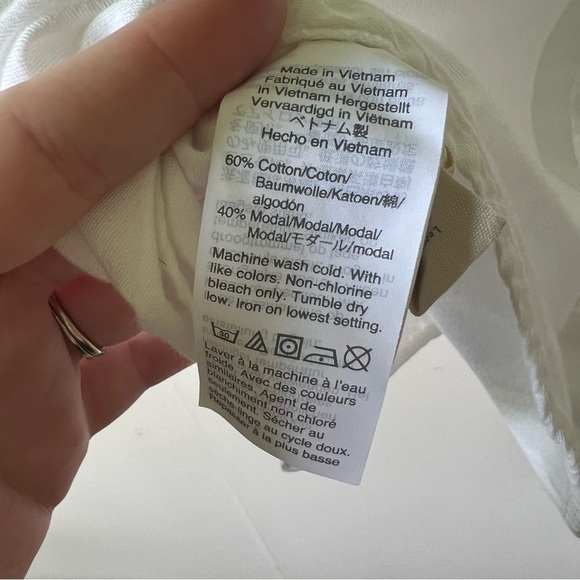 Made in Vietnam
Fabriqué au Vietnam
in Vietnam Hergestellt
Vervaardigd in Viëtnam
ベトナム製
Hecho en Vietnam
60% Cotton/Coton/
Baumwolle/Katoen/綿/
algodón
40% Modal/Modal/Modal/
Modal/モダール/modal
Machine wash cold. With
like colors. Non-chlorine
bleach only. Tumble dry
low. Iron on lowest setting.
30
Laver à la machine à l'eau
froide. Avec des couleurs
similaires. Agent de
blanchiment non chloré
seulement. Sécher au
sèche-linge au cycle doux.
Repasser à la plus basse